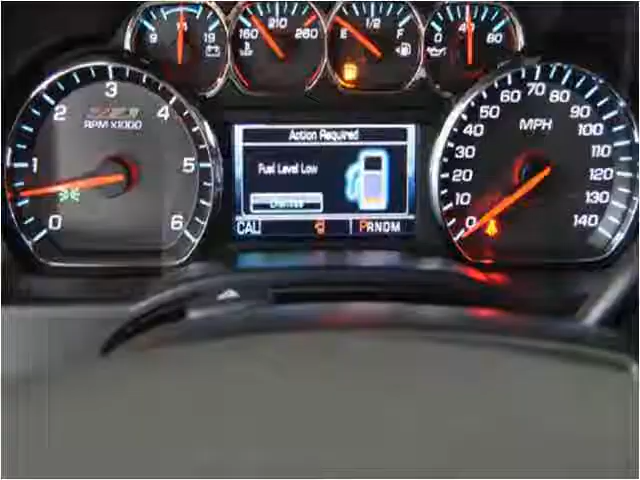 9 19
160 210 260
E 1/2 F
0 40 80
0 1 2 3 4 5 6
RPM X1000
Action Required
Fuel Level Low
Dismiss
CAL
PRNDM
MPH
0 10 20 30 40 50 60 70 80 90 100 110 120 130 140